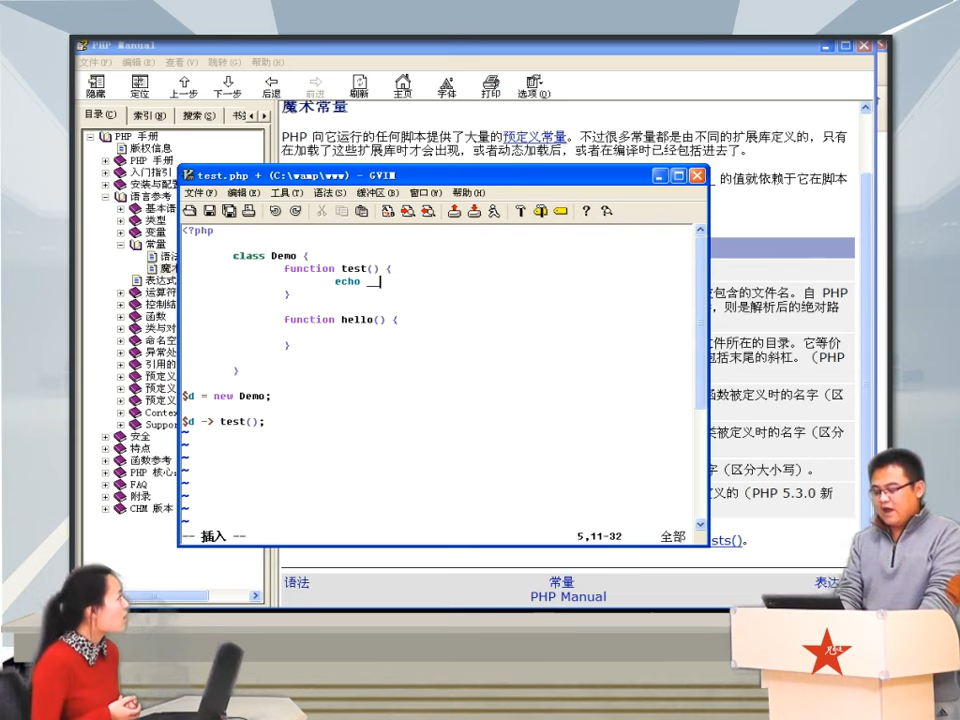 PHP Manual
文件(F) 编辑(E) 查看(V) 跳转(G) 帮助(H)
隐藏 定位 上一步 下一步 后退 前进 刷新 主页 字体 打印 选项(O)
目录(C) 索引(N) 搜索(S)
PHP 手册
版权信息
PHP 手册
入门指引
安装与配置
语言参考
基本语
类型
变量
常量
语法
魔术
表达式
运算符
控制结
函数
类与对
命名空
异常处
引用的
预定义
预定义
预定义
Contex
Suppor
安全
特点
函数参考
PHP 核心
FAQ
附录
CHM 版本
魔术常量
PHP 向它运行的任何脚本提供了大量的预定义常量。不过很多常量都是由不同的扩展库定义的，只有
在加载了这些扩展库时才会出现，或者动态加载后，或者在编译时已经包括进去了。
的值就依赖于它在脚本
包含的文件名。自 PHP
，则是解析后的绝对路
件所在的目录。它等价
包括末尾的斜杠。（PHP
函数被定义时的名字（区
类被定义时的名字（区分
字（区分大小写）。
义的（PHP 5.3.0 新
sts()。
语法 常量 表达
PHP Manual
test.php + (C:\wamp\www) - GVIM
文件(F) 编辑(E) 工具(T) 语法(S) 缓冲区(B) 窗口(W) 帮助(H)
<?php
class Demo {
function test() {
echo __
}
function hello() {
}
}
$d = new Demo;
$d -> test();
~
~
~
~
~
~
~
~
-- 插入 -- 5,11-32 全部